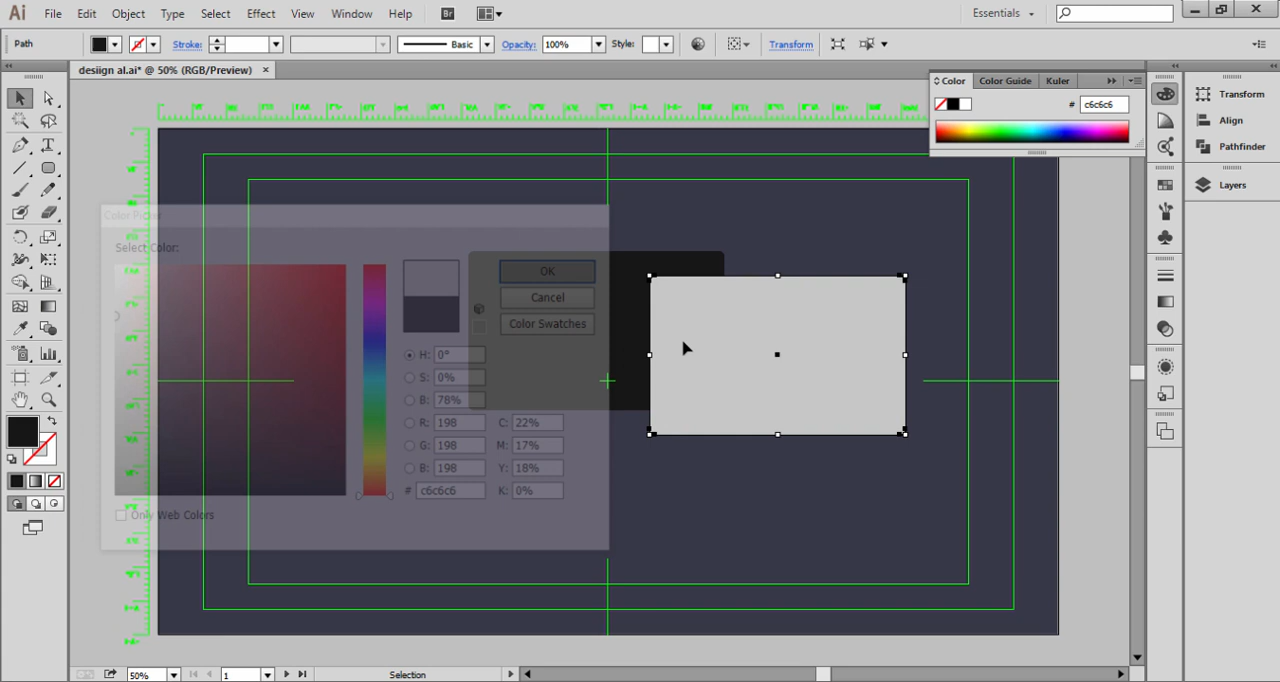 Ai File Edit Object Type Select Effect View Window Help Br Essentials
Path Stroke: Basic Opacity: 100% Style: Transform
desiign al.ai* @ 50% (RGB/Preview) ×
Color Color Guide Kuler
# c6c6c6
Transform
Align
Pathfinder
Layers
Color Picker
Select Color:
OK
Cancel
Color Swatches
H: 0°
S: 0%
B: 78%
R: 198 C: 22%
G: 198 M: 17%
B: 198 Y: 18%
# c6c6c6 K: 0%
Only Web Colors
50% 1 Selection